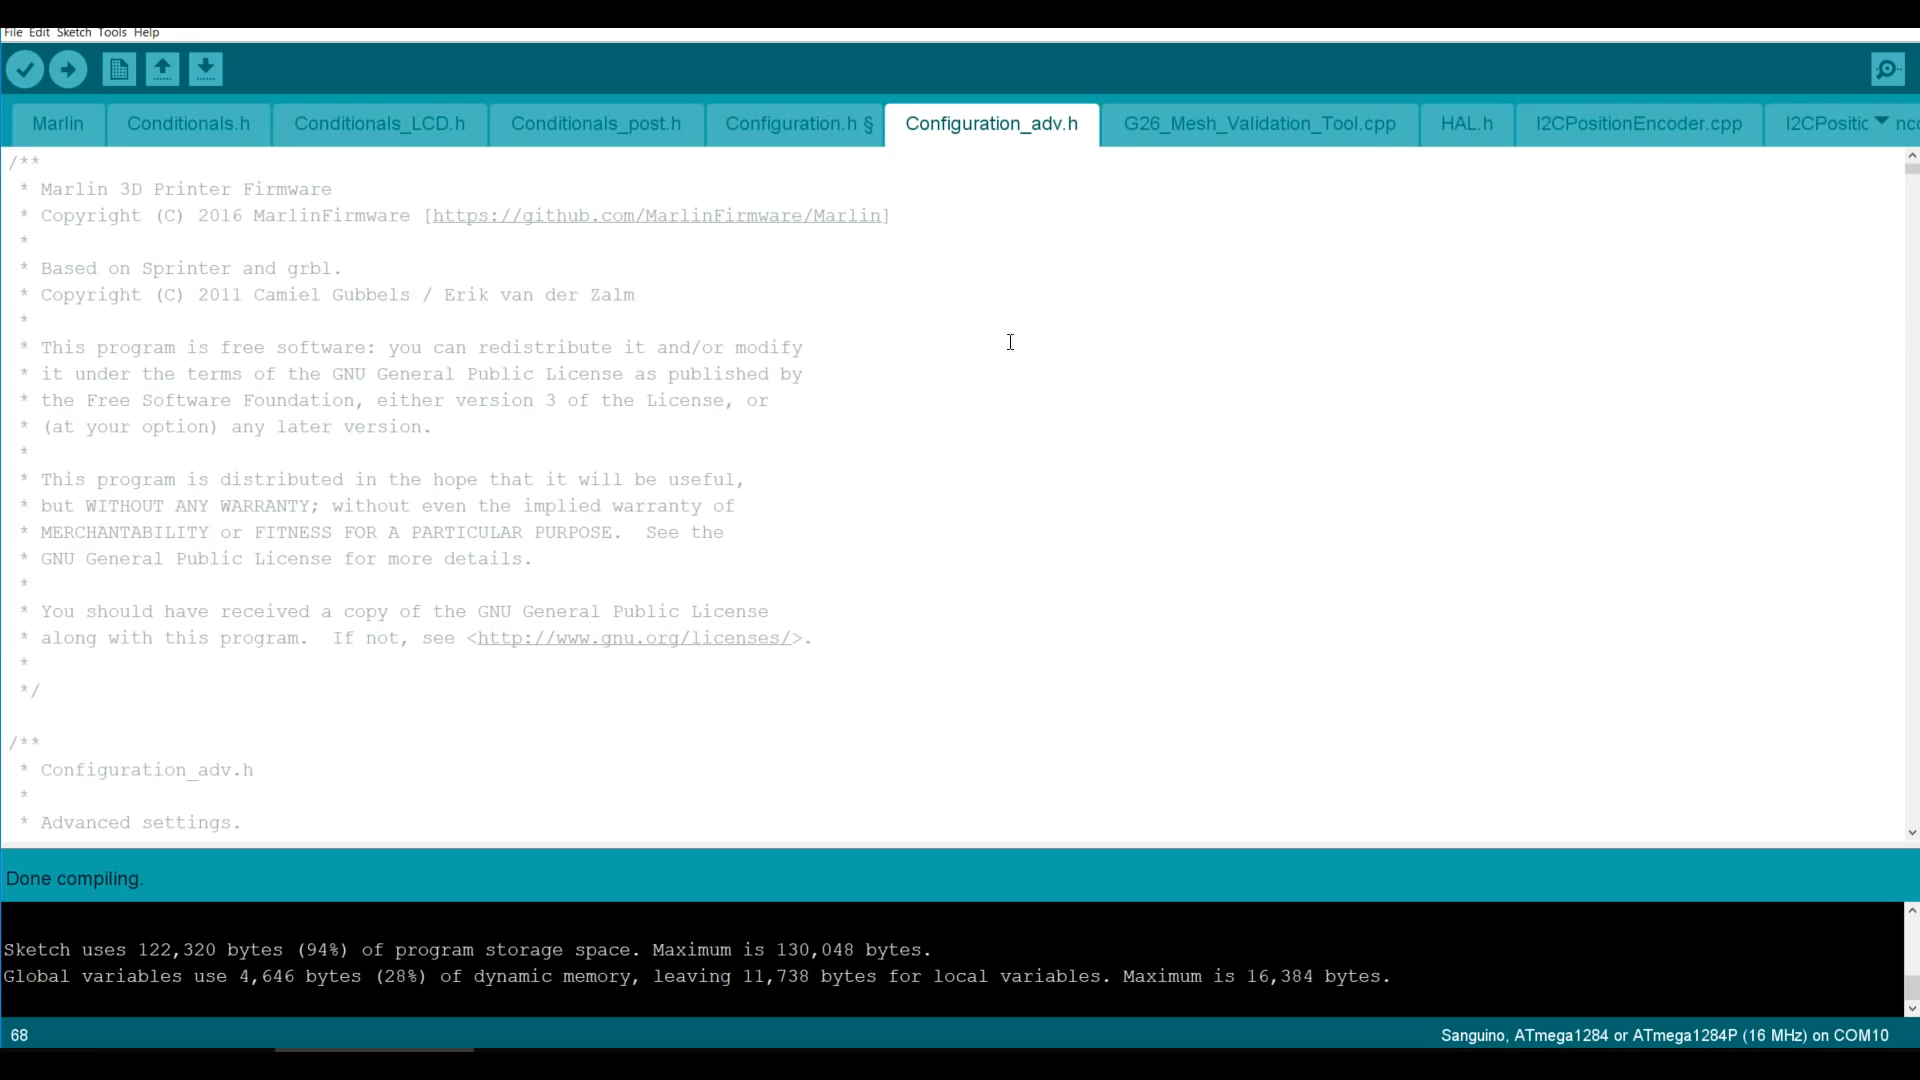 File Edit Sketch Tools Help
Marlin Conditionals.h Conditionals_LCD.h Conditionals_post.h Configuration.h § Configuration_adv.h G26_Mesh_Validation_Tool.cpp HAL.h I2CPositionEncoder.cpp I2CPositic ncc
/**
 * Marlin 3D Printer Firmware
 * Copyright (C) 2016 MarlinFirmware [https://github.com/MarlinFirmware/Marlin]
 *
 * Based on Sprinter and grbl.
 * Copyright (C) 2011 Camiel Gubbels / Erik van der Zalm
 *
 * This program is free software: you can redistribute it and/or modify
 * it under the terms of the GNU General Public License as published by
 * the Free Software Foundation, either version 3 of the License, or
 * (at your option) any later version.
 *
 * This program is distributed in the hope that it will be useful,
 * but WITHOUT ANY WARRANTY; without even the implied warranty of
 * MERCHANTABILITY or FITNESS FOR A PARTICULAR PURPOSE.  See the
 * GNU General Public License for more details.
 *
 * You should have received a copy of the GNU General Public License
 * along with this program.  If not, see <http://www.gnu.org/licenses/>.
 *
 */
/**
 * Configuration_adv.h
 *
 * Advanced settings.
Done compiling.
Sketch uses 122,320 bytes (94%) of program storage space. Maximum is 130,048 bytes.
Global variables use 4,646 bytes (28%) of dynamic memory, leaving 11,738 bytes for local variables. Maximum is 16,384 bytes.
68 Sanguino, ATmega1284 or ATmega1284P (16 MHz) on COM10